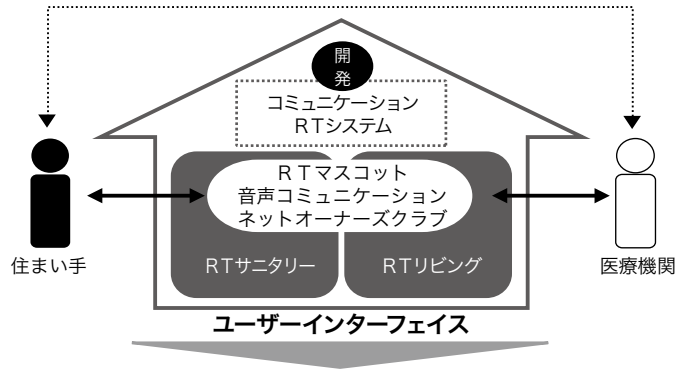 開
発
コミュニケーション
RTシステム
RTマスコット
音声コミュニケーション
ネットオーナーズクラブ
RTサニタリー
RTリビング
住まい手
医療機関
ユーザーインターフェイス